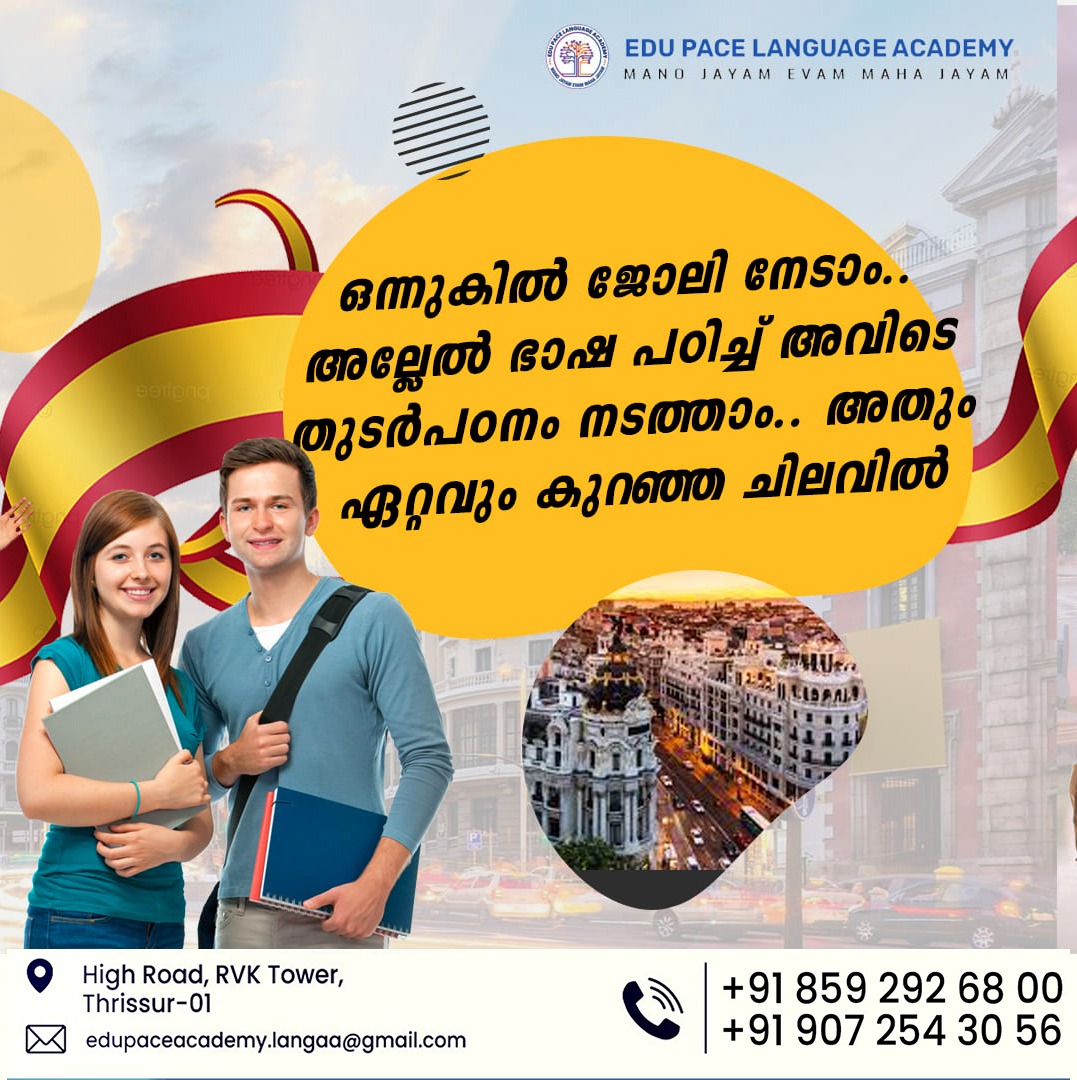 EDU PACE LANGUAGE ACADEMY
MANO JAYAM EVAM MAHA JAYAM
ഒന്നുകിൽ ജോലി നേടാം..
അല്ലേൽ ഭാഷ പഠിച്ച് അവിടെ
തുടർപഠനം നടത്താം.. അതും
ഏറ്റവും കുറഞ്ഞ ചിലവിൽ
High Road, RVK Tower,
Thrissur-01
edupaceacademy.langaa@gmail.com
+91 859 292 68 00
+91 907 254 30 56